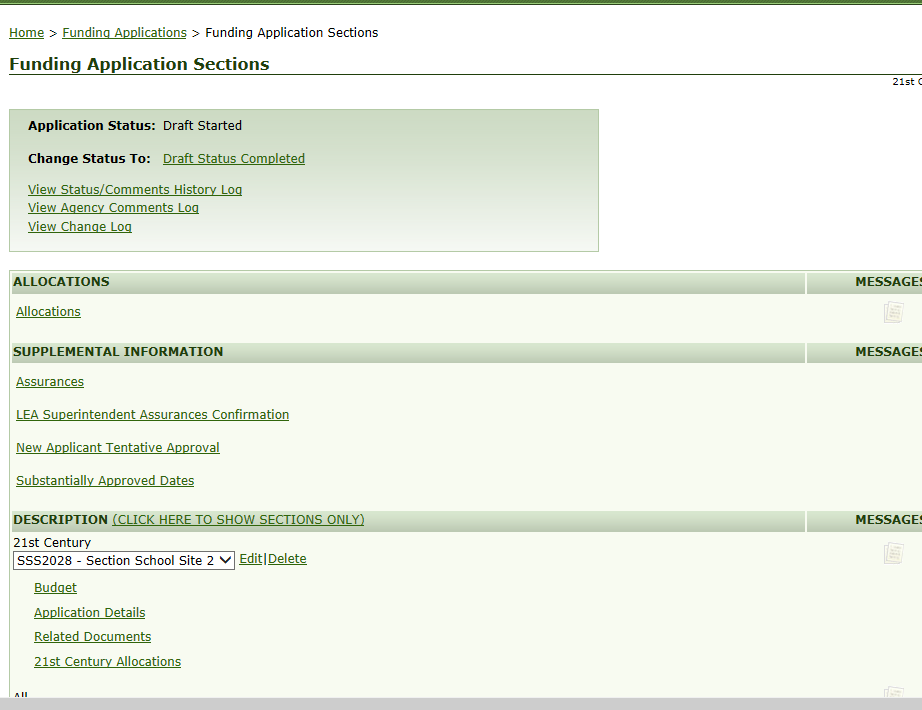 Home > Funding Applications > Funding Application Sections
Funding Application Sections
21st
Application Status: Draft Started
Change Status To: Draft Status Completed
View Status/Comments History Log
View Agency Comments Log
View Change Log
ALLOCATIONS MESSAGES
Allocations
SUPPLEMENTAL INFORMATION MESSAGES
Assurances
LEA Superintendent Assurances Confirmation
New Applicant Tentative Approval
Substantially Approved Dates
DESCRIPTION (CLICK HERE TO SHOW SECTIONS ONLY) MESSAGES
21st Century
SSS2028 - Section School Site 2 Edit|Delete
Budget
Application Details
Related Documents
21st Century Allocations
All